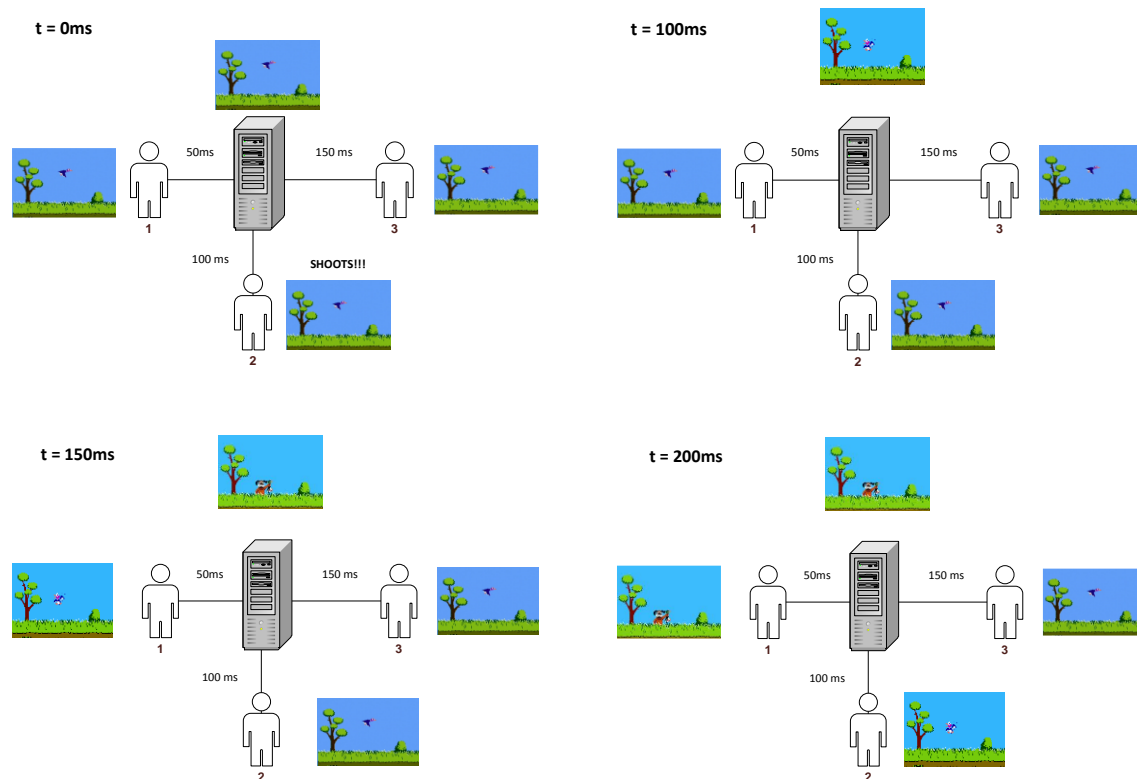 t = 0ms
50ms
150 ms
1
3
100 ms
SHOOTS!!!
2
t = 100ms
50ms
150 ms
1
3
100 ms
2
t = 150ms
50ms
150 ms
1
3
100 ms
2
t = 200ms
50ms
150 ms
1
3
100 ms
2